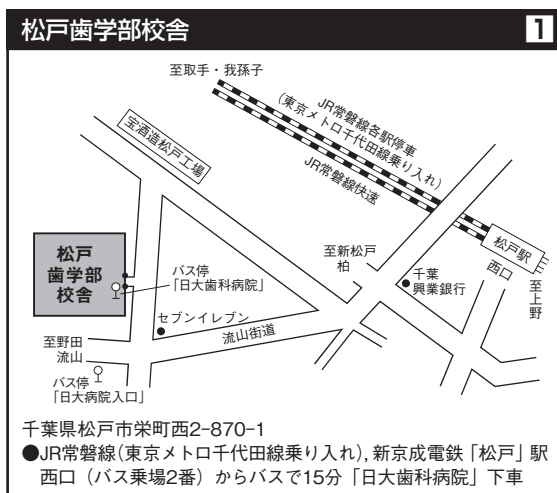 松戸歯学部校舎
1
至取手・我孫子
JR常磐線各駅停車
(東京メトロ千代田線乗り入れ)
JR常磐線快速
宝酒造松戸工場
松戸
歯学部
校舎
バス停
「日大歯科病院」
至新松戸
柏
千葉
興業銀行
松戸駅
西口
至上野
セブンイレブン
流山街道
至野田
流山
バス停
「日大病院入口」
千葉県松戸市栄町西2-870-1
●JR常磐線(東京メトロ千代田線乗り入れ),新京成電鉄「松戸」駅
西口(バス乗場2番)からバスで15分「日大歯科病院」下車